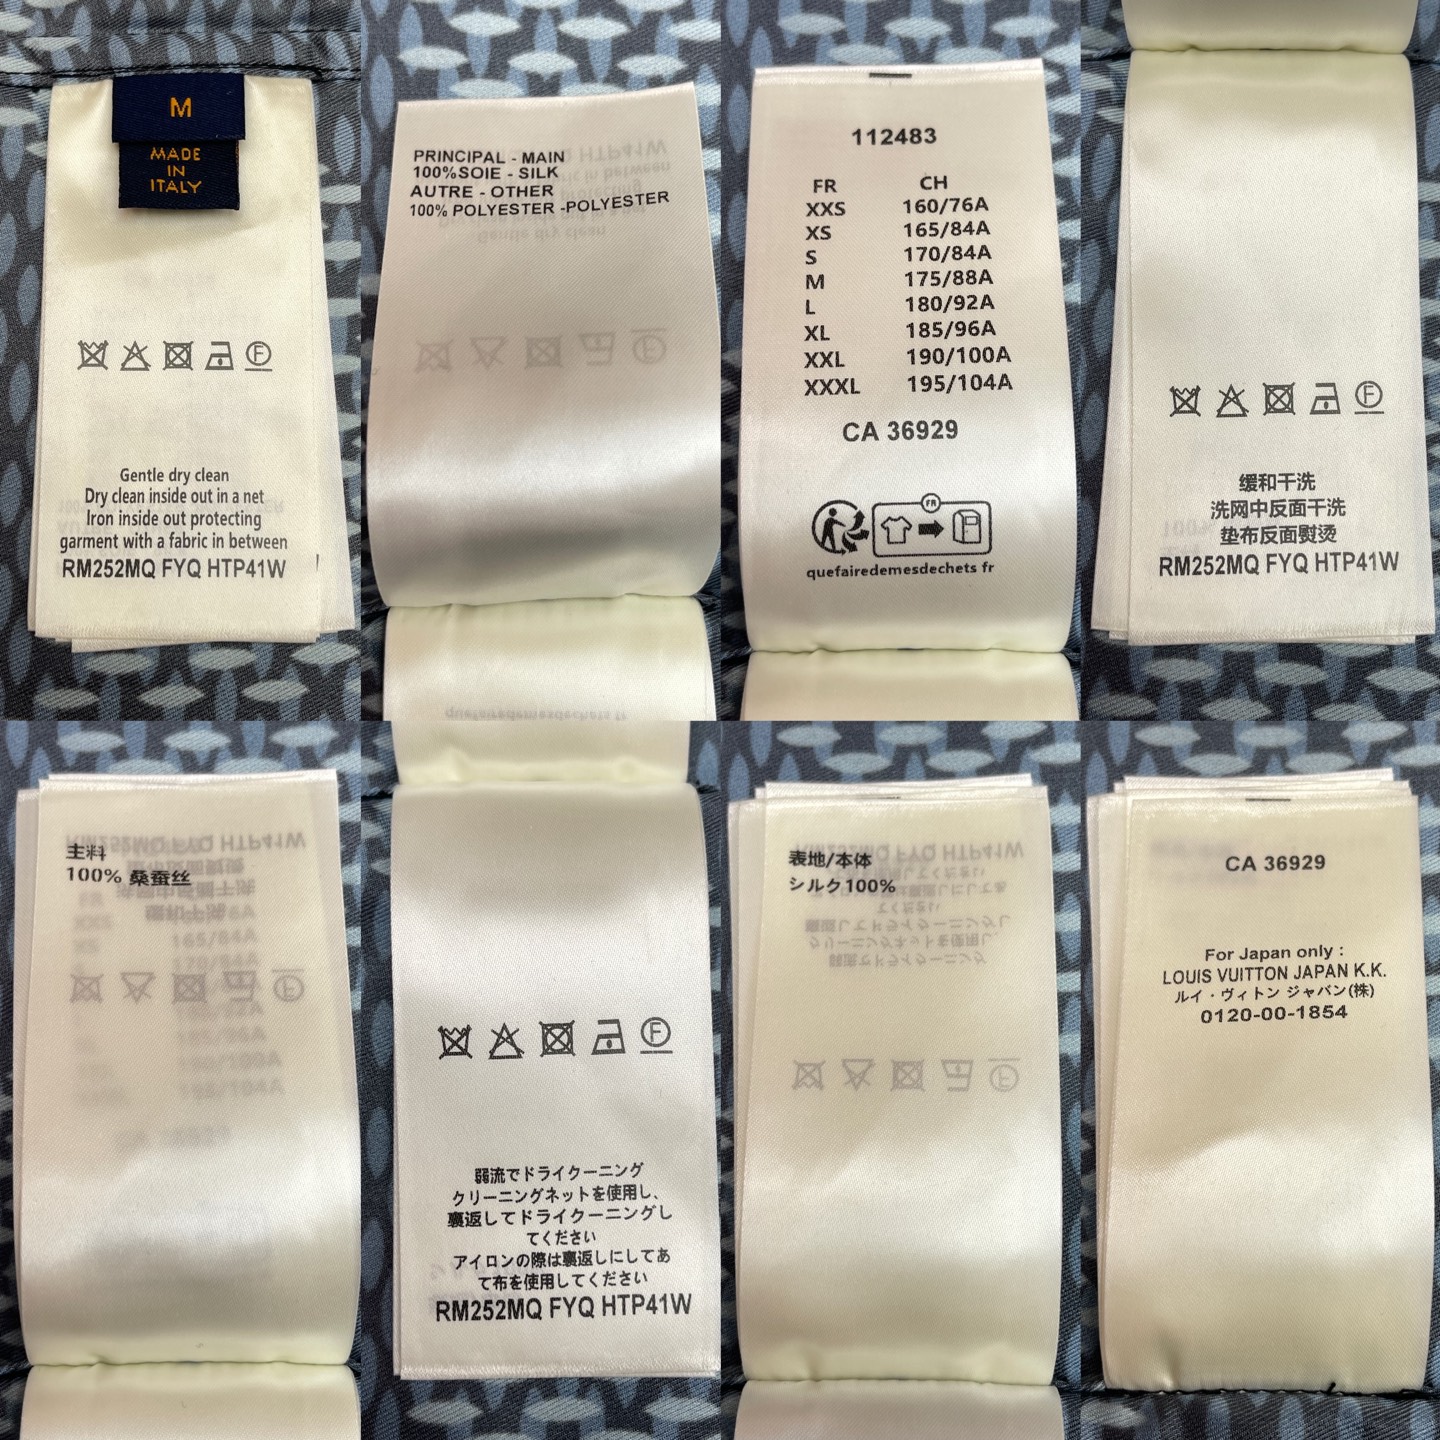 M
MADE
IN
ITALY
Gentle dry clean
Dry clean inside out in a net
Iron inside out protecting
garment with a fabric in between
RM252MQ FYQ HTP41W
PRINCIPAL - MAIN
100%SOIE - SILK
AUTRE - OTHER
100% POLYESTER -POLYESTER
quefairedemesdechets fr
112483
FR CH
XXS 160/76A
XS 165/84A
S 170/84A
M 175/88A
L 180/92A
XL 185/96A
XXL 190/100A
XXXL 195/104A
CA 36929
FR
quefairedemesdechets fr
F
缓和干洗
洗网中反面干洗
垫布反面熨烫
RM252MQ FYQ HTP41W
主料
100% 桑蚕丝
F
弱流でドライクーニング
クリーニングネットを使用し、
裏返してドライクーニングし
てください
アイロンの際は裏返しにしてあ
て布を使用してください
RM252MQ FYQ HTP41W
表地/本体
シルク100%
CA 36929
For Japan only :
LOUIS VUITTON JAPAN K.K.
ルイ・ヴィトン ジャパン(株)
0120-00-1854